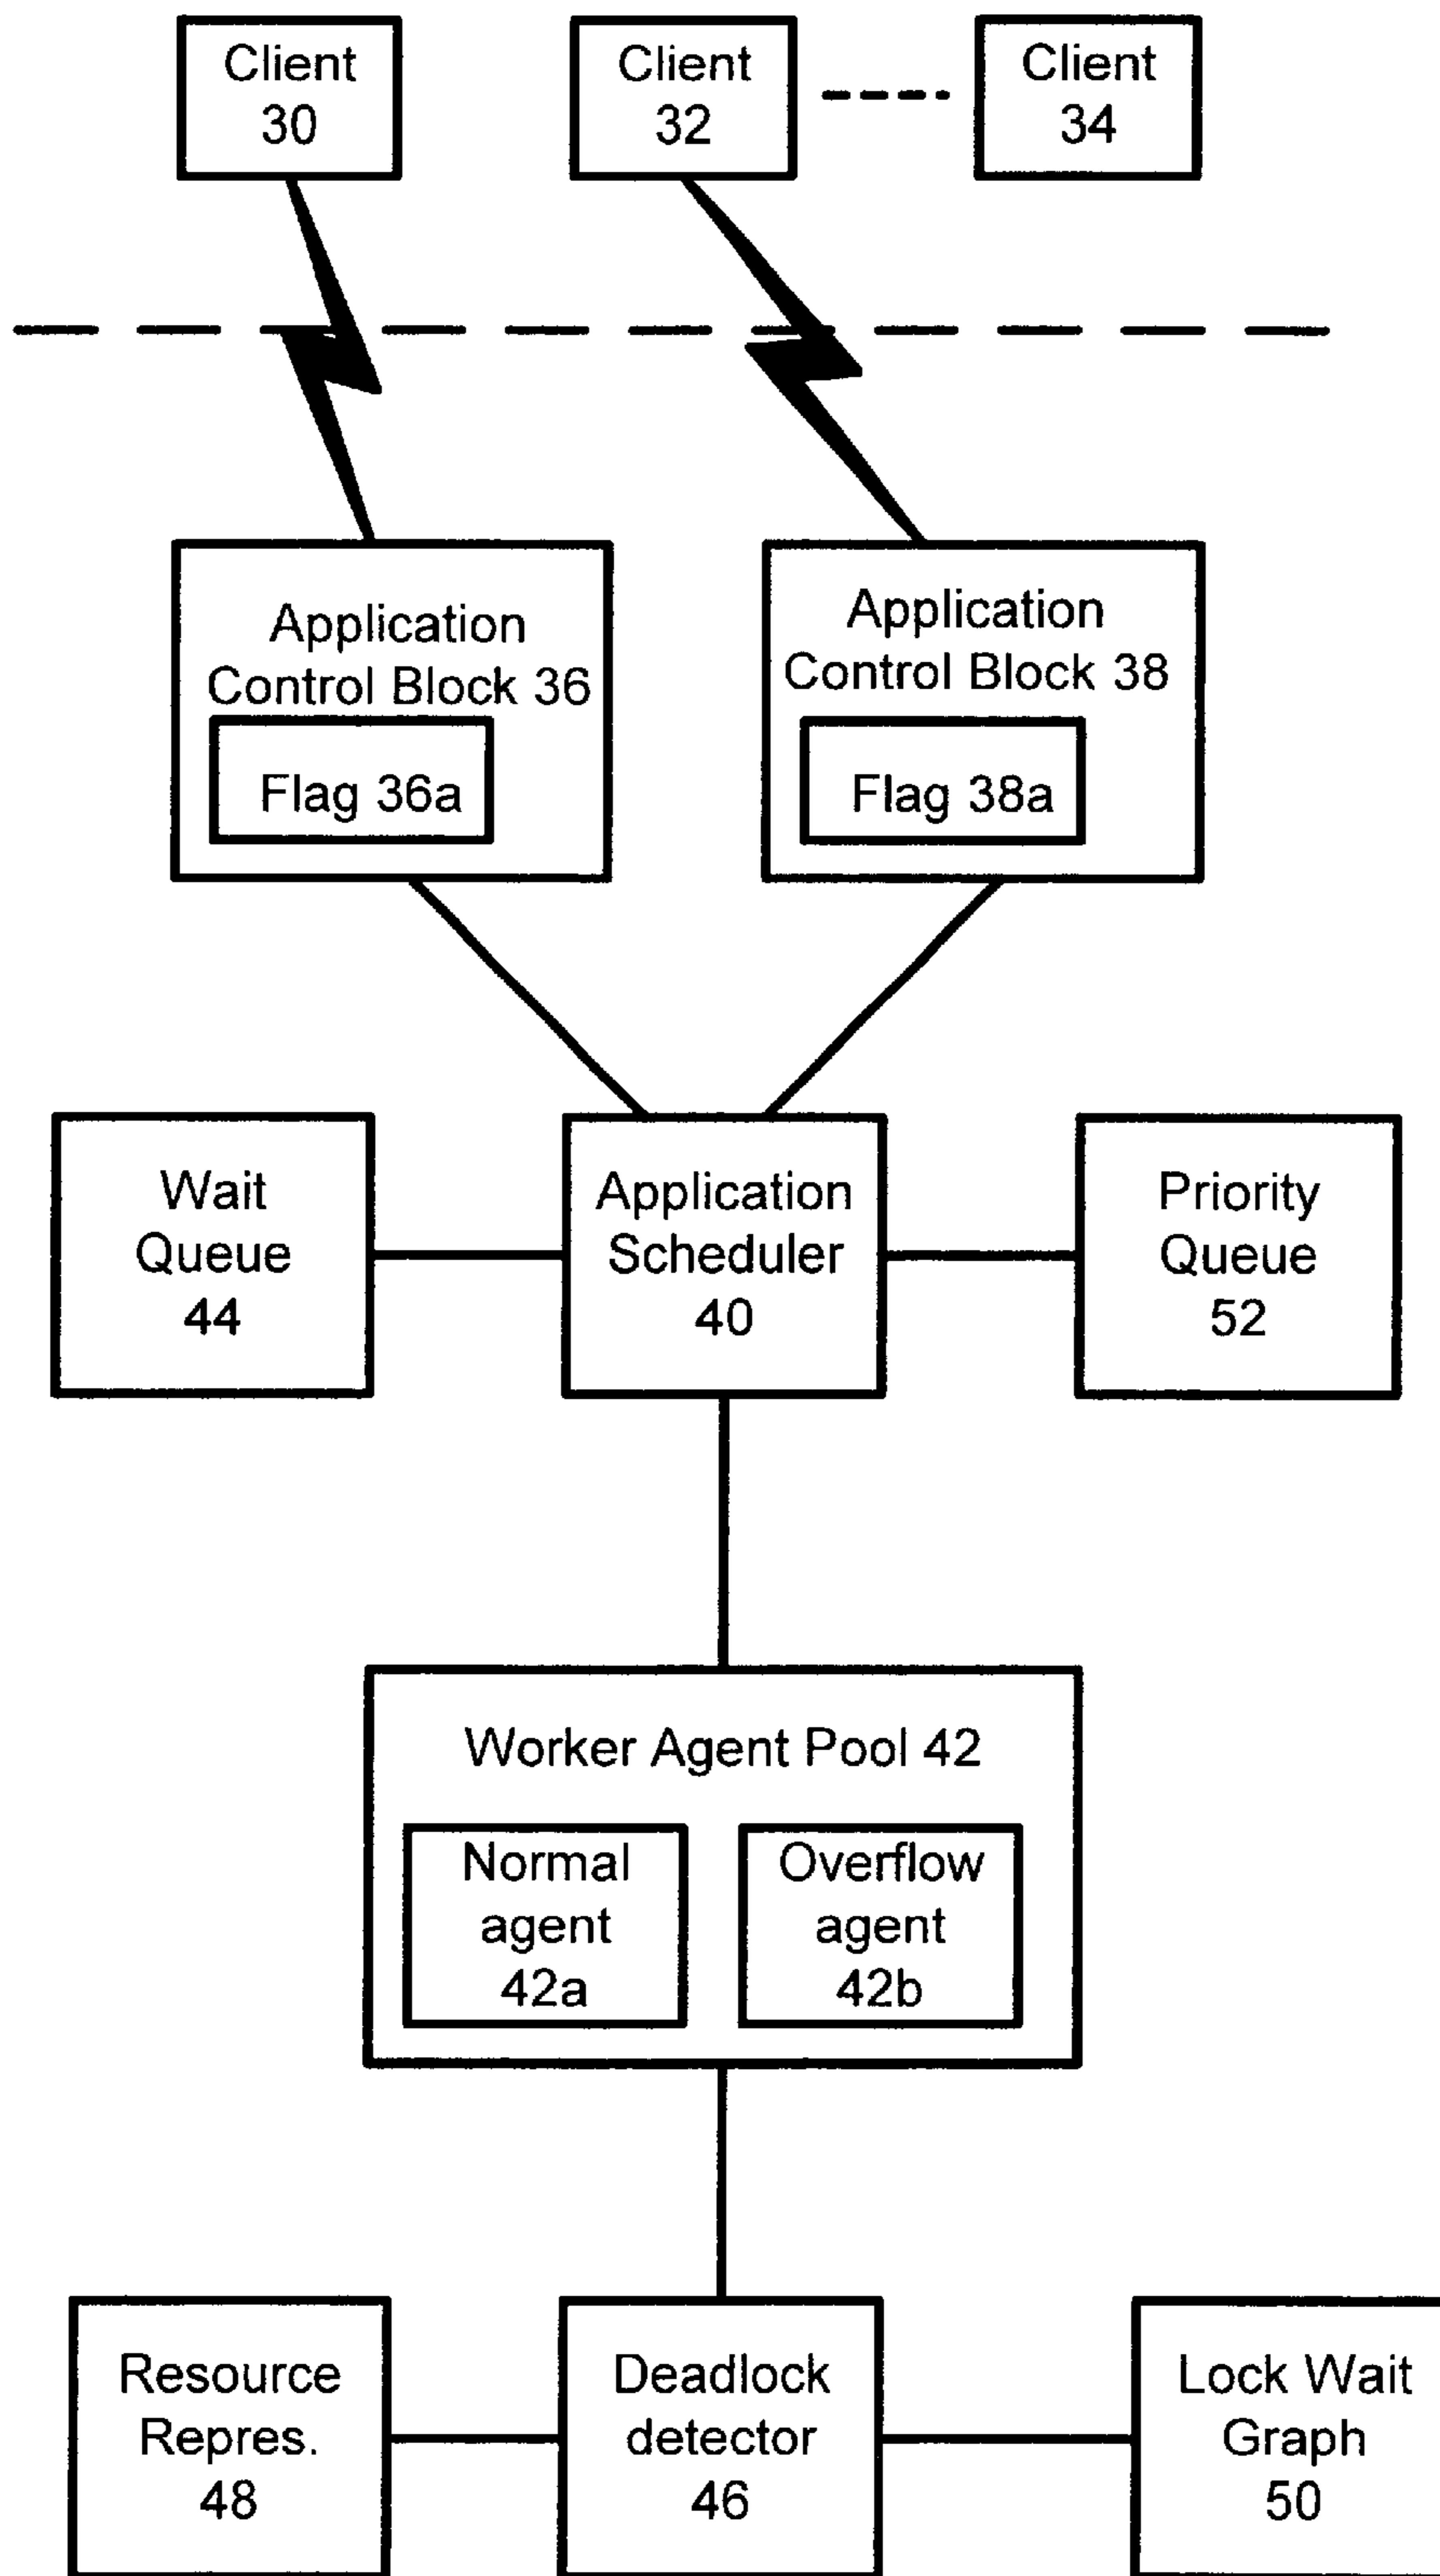 Client
30
Client
32
Client
34
Application
Control Block 36
Flag 36a
Application
Control Block 38
Flag 38a
Wait
Queue
44
Application
Scheduler
40
Priority
Queue
52
Worker Agent Pool 42
Normal
agent
42a
Overflow
agent
42b
Resource
Repres.
48
Deadlock
detector
46
Lock Wait
Graph
50